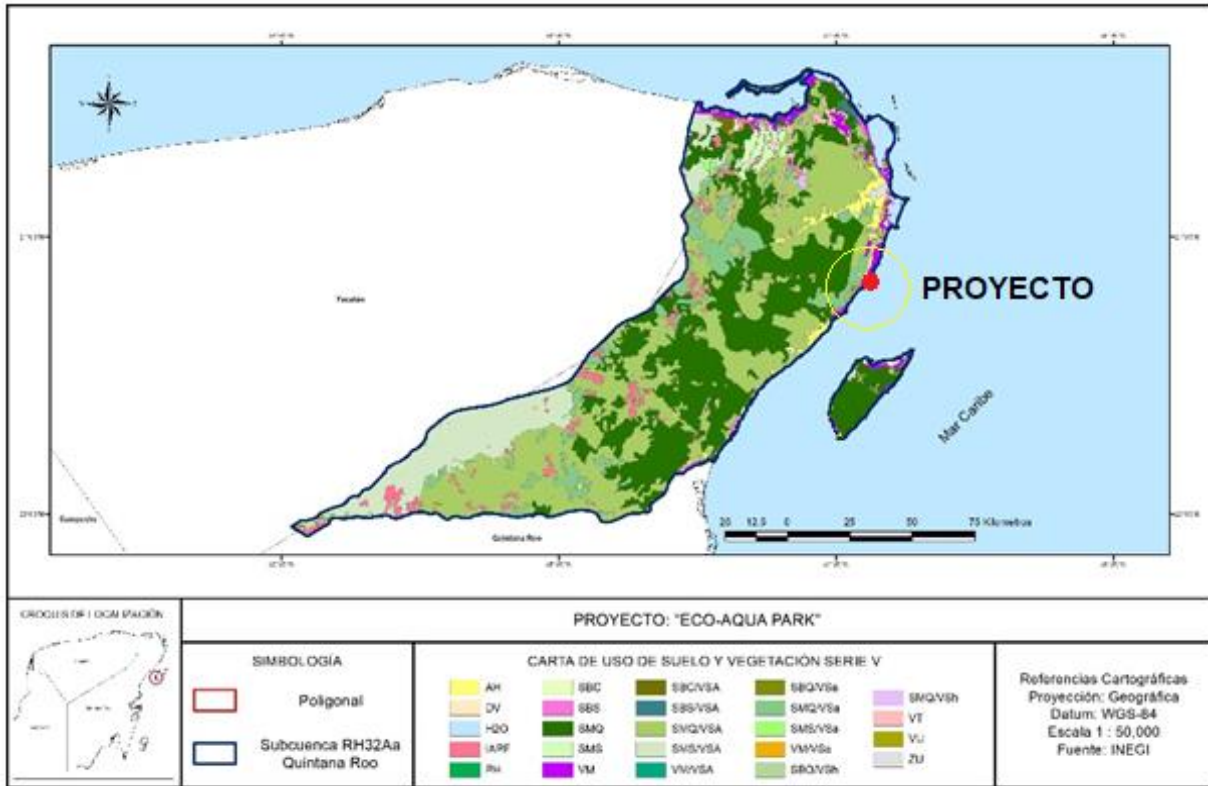 Yucatán
PROYECTO
Mar Caribe
Campeche
Quintana Roo
25 12.5 0 25 50 75 Kilometros
CROQUIS DE LOCALIZACIÓN
PROYECTO: "ECO-AQUA PARK"
SIMBOLOGÍA
Poligonal
Subcuenca RH32Aa
Quintana Roo
CARTA DE USO DE SUELO Y VEGETACIÓN SERIE V
AH SBC SBC/VSA SBQ/VSa SMQ/VSh
DV SBS SBS/VSA SMQ/VSa VT
H2O SMQ SMQ/VSA SMS/VSa
IAPF SMS SMS/VSA VM/VSa ZU
PH VM VM/VSA SBQ/VSh
Referencias Cartográficas
Proyección: Geográfica
Datum: WGS-84
Escala 1 : 50,000
Fuente: INEGI